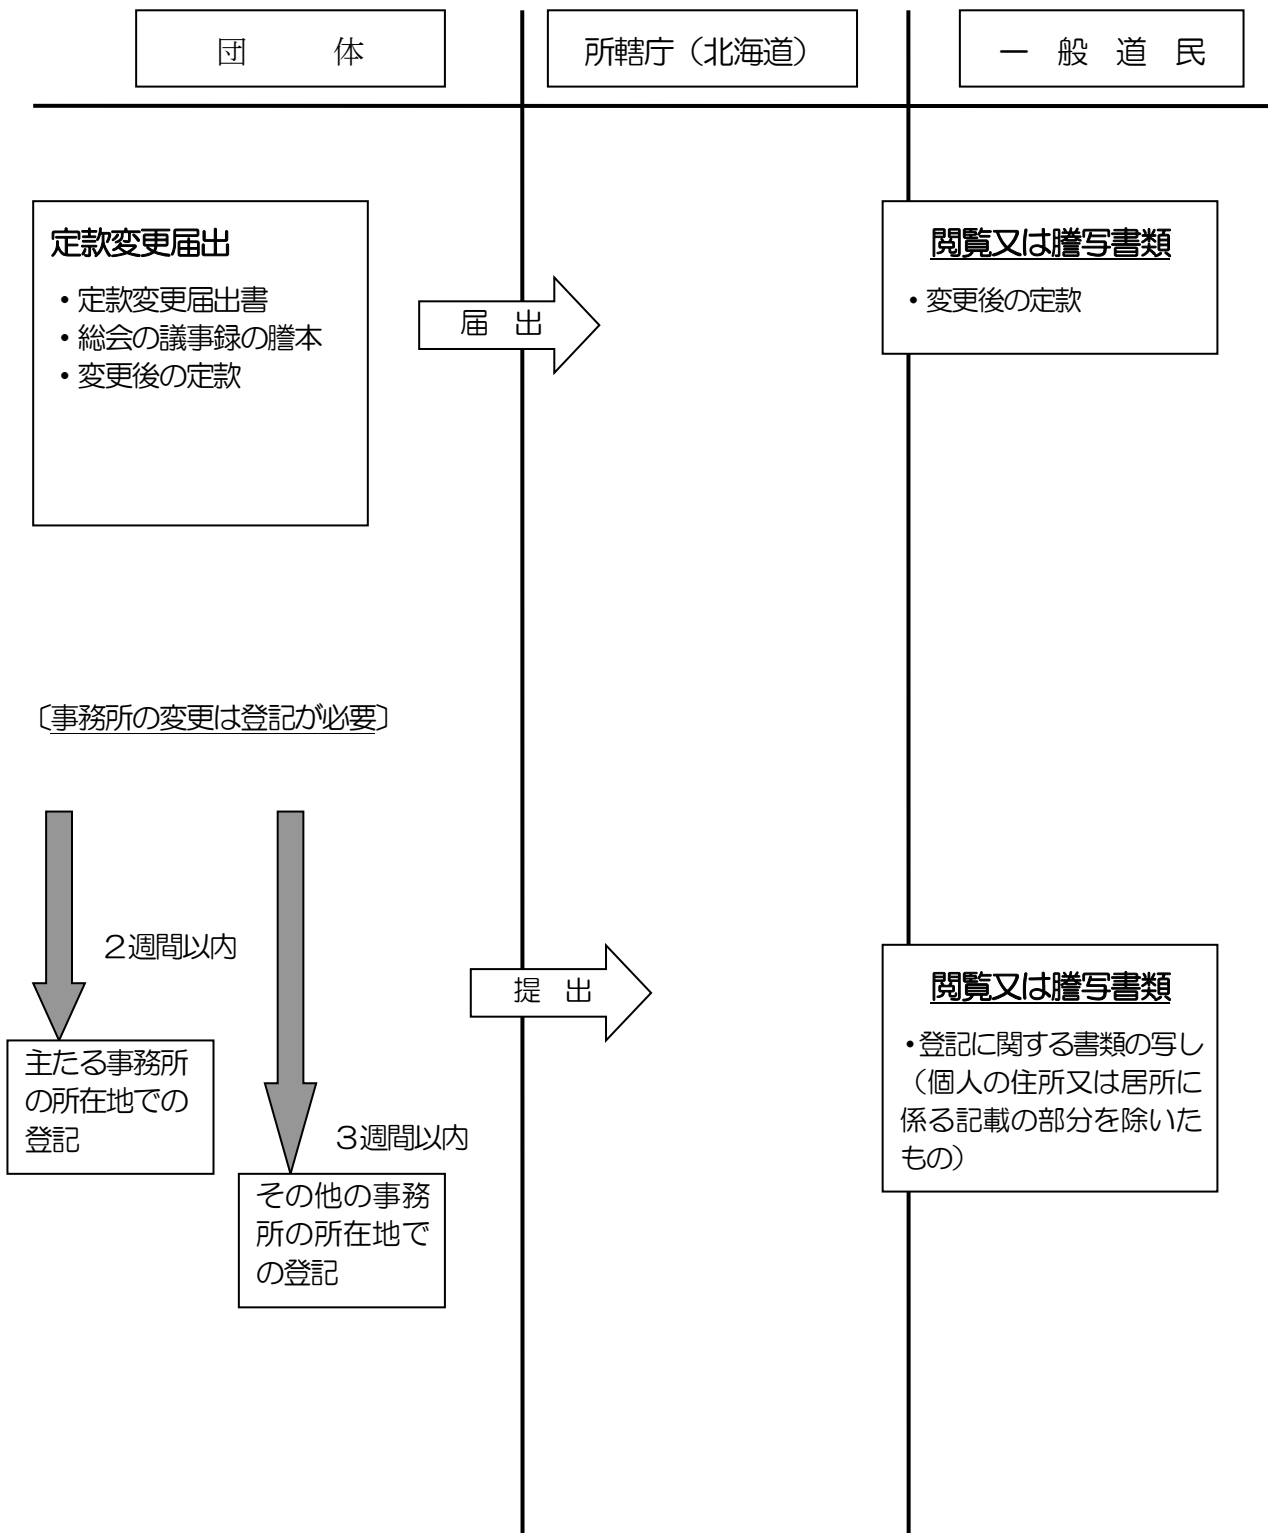 団　　体
所轄庁（北海道）
一 般 道 民
定款変更届出
・定款変更届出書
・総会の議事録の謄本
・変更後の定款
届 出
閲覧又は謄写書類
・変更後の定款
〔事務所の変更は登記が必要〕
２週間以内
主たる事務所
の所在地での
登記
３週間以内
その他の事務
所の所在地で
の登記
提 出
閲覧又は謄写書類
・登記に関する書類の写し
（個人の住所又は居所に
係る記載の部分を除いた
もの）